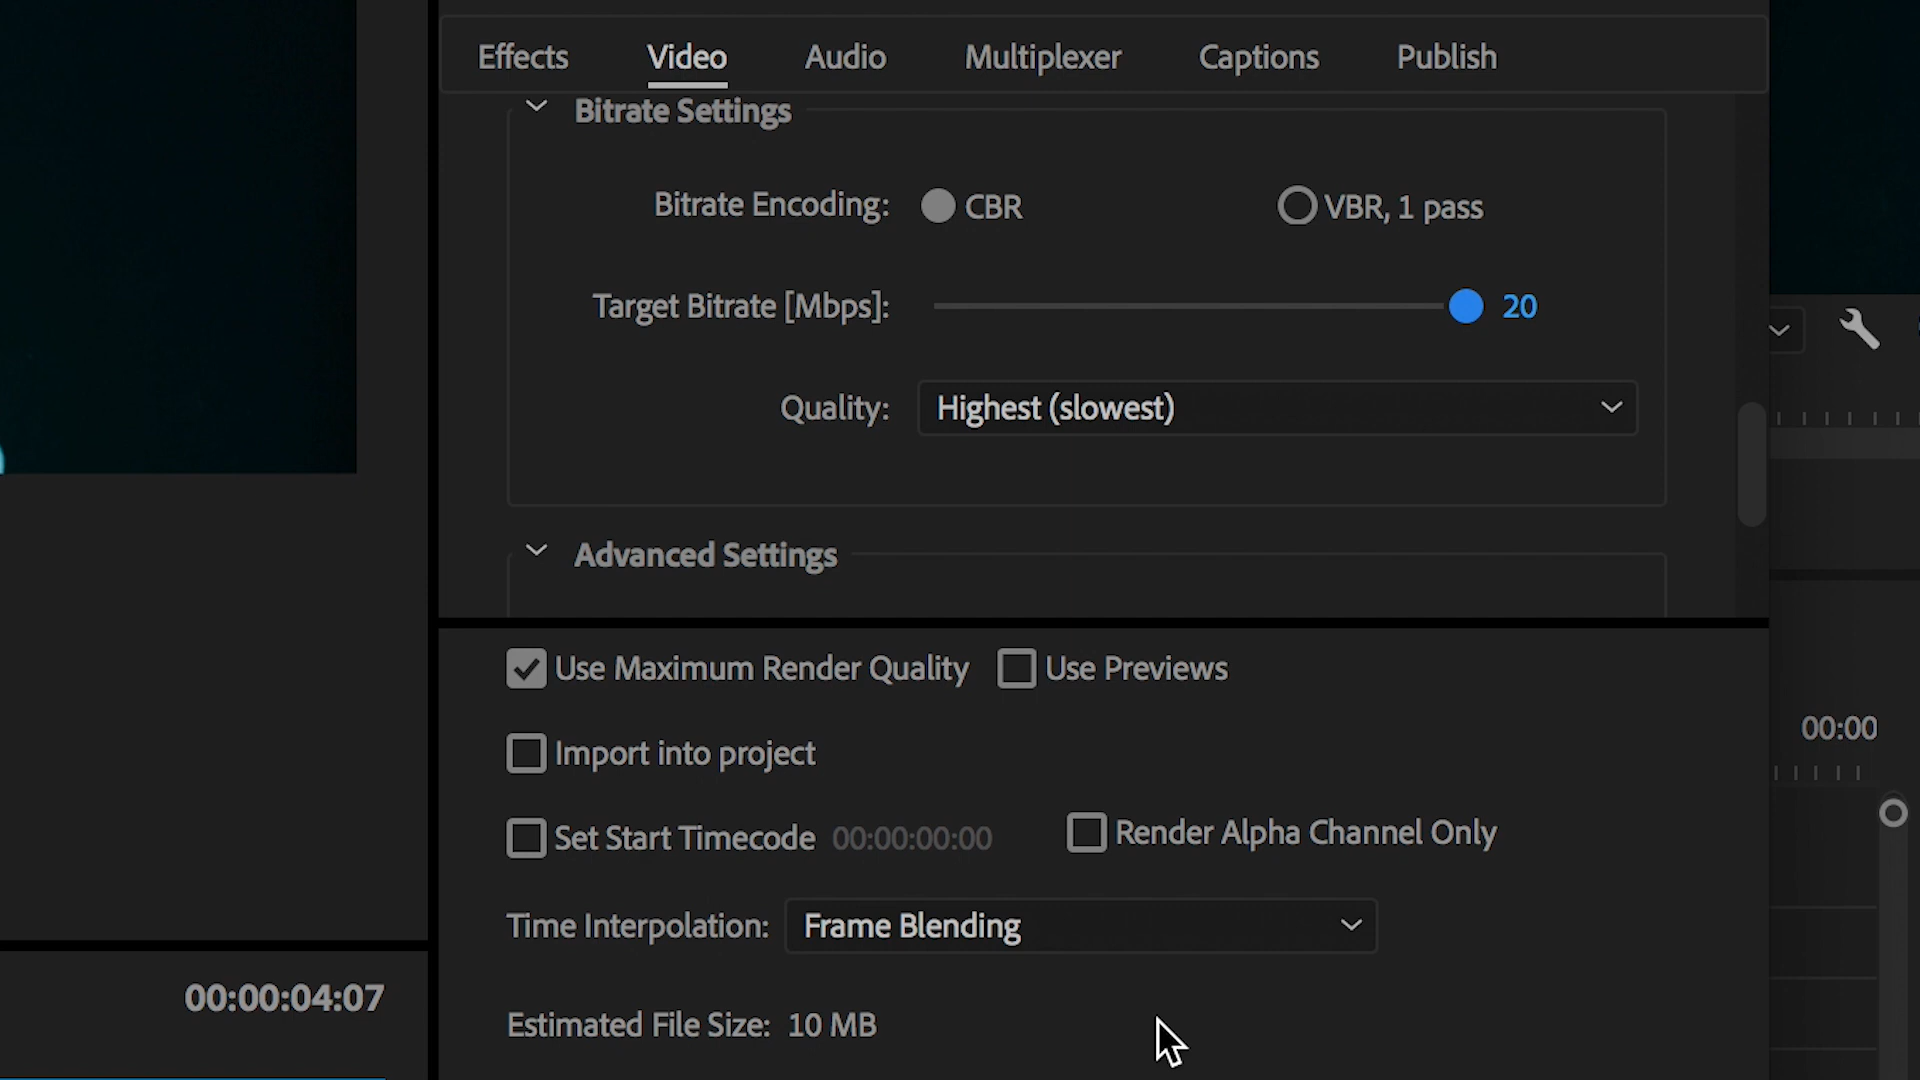 Effects Video Audio Multiplexer Captions Publish
Bitrate Settings
Bitrate Encoding: CBR VBR, 1 pass
Target Bitrate [Mbps]: 20
Quality: Highest (slowest)
Advanced Settings
Use Maximum Render Quality Use Previews
00:00
Import into project
Set Start Timecode 00:00:00:00 Render Alpha Channel Only
Time Interpolation: Frame Blending
00:00:04:07
Estimated File Size: 10 MB